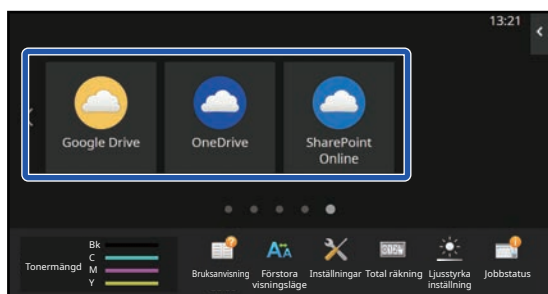 13:21
Google Drive
OneDrive
SharePoint
Online
Tonermängd
Bk
C
M
Y
Bruksanvisning
Förstora
visningsläge
Inställningar
Total räkning
Ljusstyrka
inställning
Jobbstatus